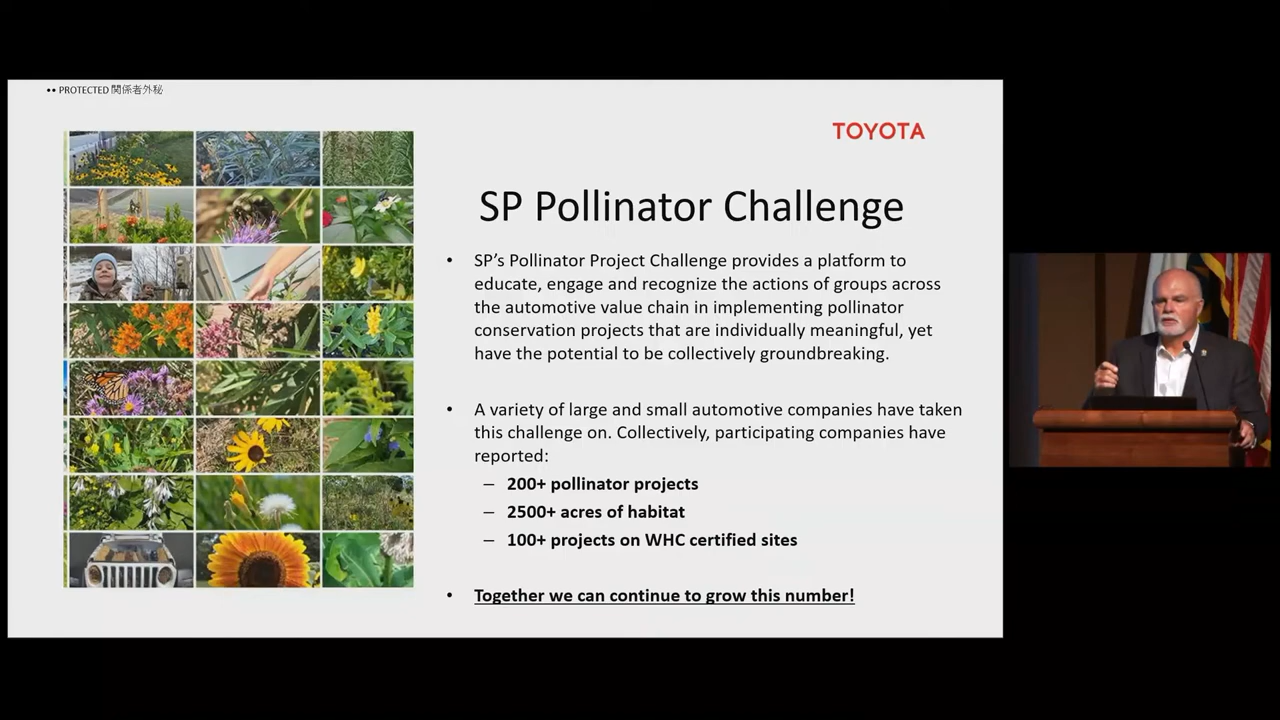 •• PROTECTED 関係者外秘
TOYOTA
SP Pollinator Challenge
• SP’s Pollinator Project Challenge provides a platform to
educate, engage and recognize the actions of groups across
the automotive value chain in implementing pollinator
conservation projects that are individually meaningful, yet
have the potential to be collectively groundbreaking.
• A variety of large and small automotive companies have taken
this challenge on. Collectively, participating companies have
reported:
– 200+ pollinator projects
– 2500+ acres of habitat
– 100+ projects on WHC certified sites
• Together we can continue to grow this number!